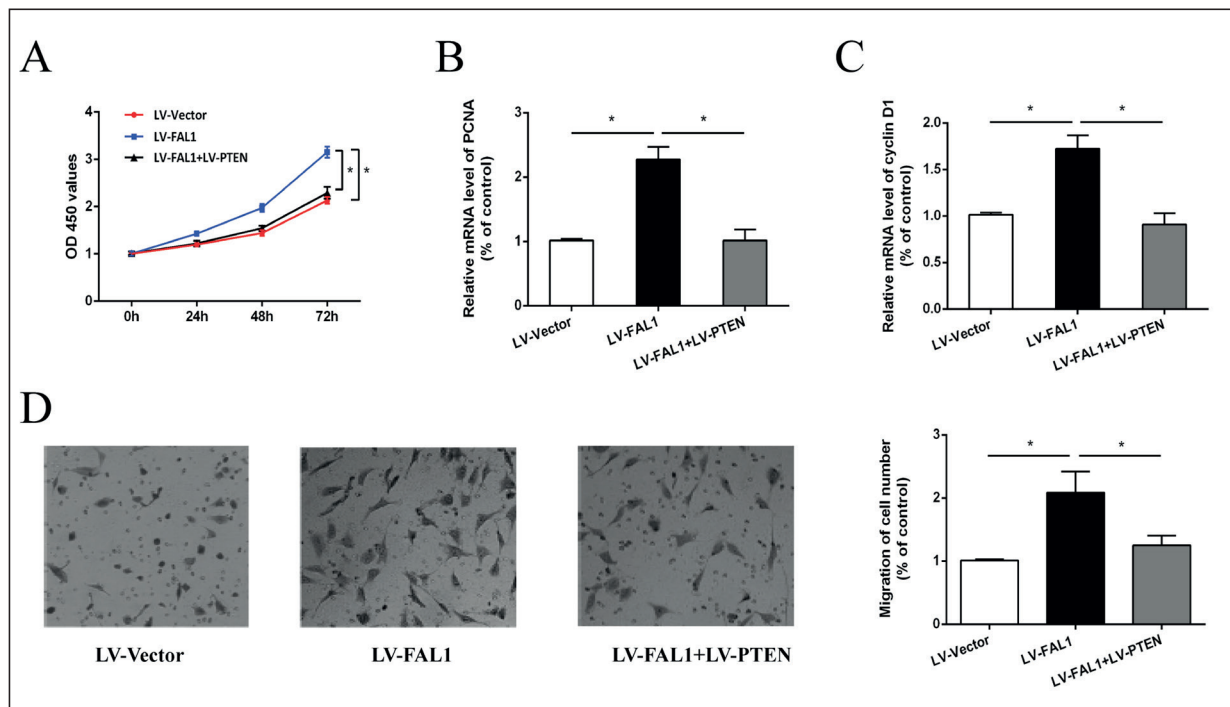 A
LV-Vector
LV-FAL1
LV-FAL1+LV-PTEN
OD 450 values
4
3
2
1
0
0h 24h 48h 72h
* *
B
Relative mRNA level of PCNA
(% of control)
3
2
1
0
* *
LV-Vector
LV-FAL1
LV-FAL1+LV-PTEN
C
Relative mRNA level of cyclin D1
(% of control)
2.0
1.5
1.0
0.5
0.0
* *
LV-Vector
LV-FAL1
LV-FAL1+LV-PTEN
D
LV-Vector
LV-FAL1
LV-FAL1+LV-PTEN
Migration of cell number
(% of control)
3
2
1
0
* *
LV-Vector
LV-FAL1
LV-FAL1+LV-PTEN